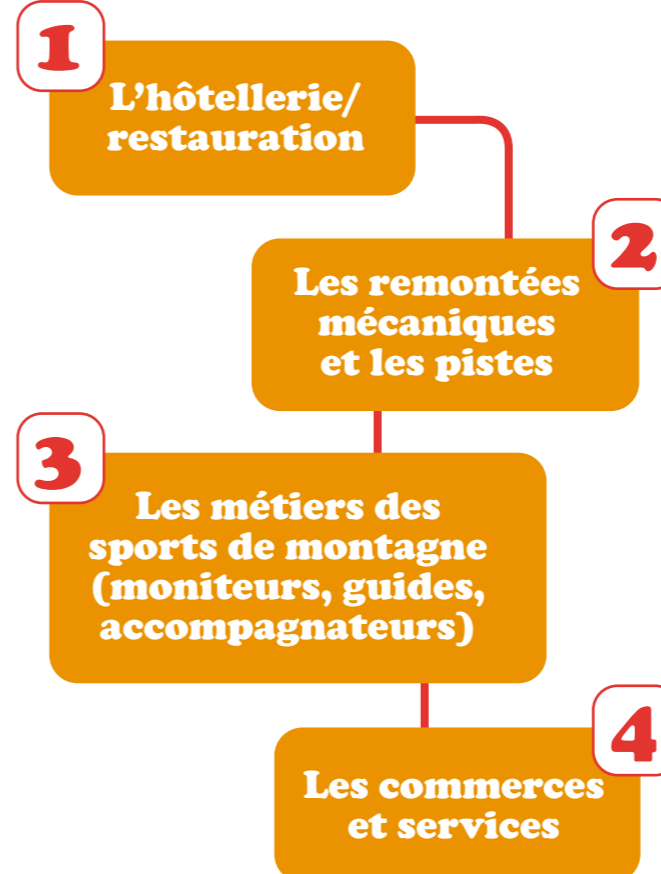 1
L’hôtellerie/
restauration
2
Les remontées
mécaniques
et les pistes
3
Les métiers des
sports de montagne
(moniteurs, guides,
accompagnateurs)
4
Les commerces
et services